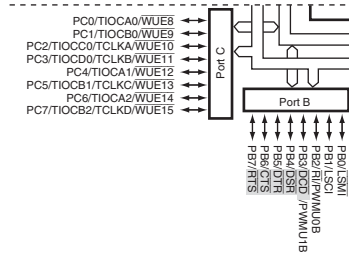 PC0/TIOCA0/WUE8
PC1/TIOCB0/WUE9
PC2/TIOCC0/TCLKA/WUE10
PC3/TIOCD0/TCLKB/WUE11
PC4/TIOCA1/WUE12
PC5/TIOCB1/TCLKC/WUE13
PC6/TIOCA2/WUE14
PC7/TIOCB2/TCLKD/WUE15
Port C
Port B
PB7/RTS
PB6/CTS
PB5/DTR
PB4/DSR
PB3/DCD/PWMU1B
PB2/RI/PWMU0B
PB1/LSCI
PB0/LSMI